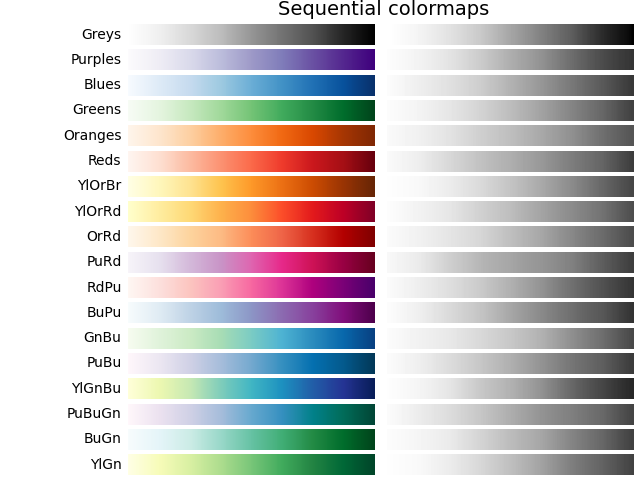 Sequential colormaps
Greys
Purples
Blues
Greens
Oranges
Reds
YlOrBr
YlOrRd
OrRd
PuRd
RdPu
BuPu
GnBu
PuBu
YlGnBu
PuBuGn
BuGn
YlGn